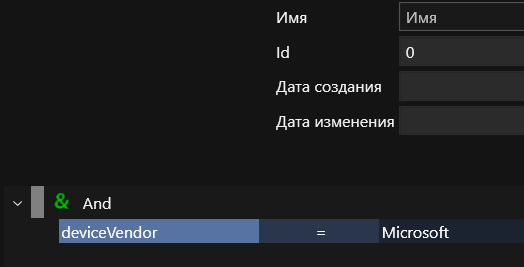 Имя Имя
Id 0
Дата создания
Дата изменения
& And
deviceVendor = Microsoft